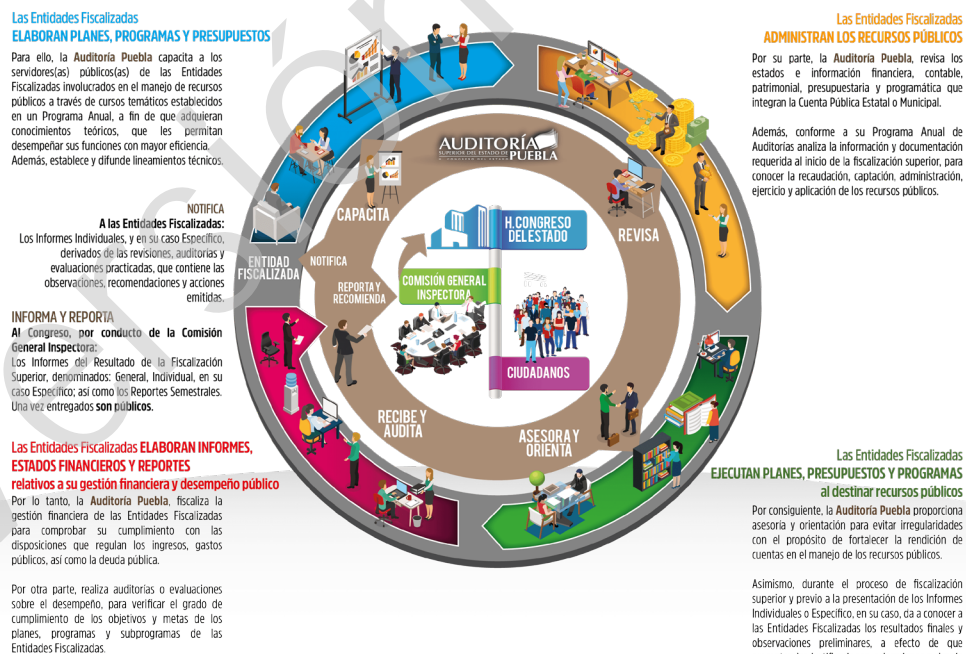 Las Entidades Fiscalizadas
ELABORAN PLANES, PROGRAMAS Y PRESUPUESTOS
Para ello, la Auditoría Puebla capacita a los
servidores(as) públicos(as) de las Entidades
Fiscalizadas involucrados en el manejo de recursos
públicos a través de cursos temáticos establecidos
en un Programa Anual, a fin de que adquieran
conocimientos teóricos, que les permitan
desempeñar sus funciones con mayor eficiencia.
Además, establece y difunde lineamientos técnicos.
NOTIFICA
A las Entidades Fiscalizadas:
Los Informes Individuales, y en su caso Específico,
derivados de las revisiones, auditorías y
evaluaciones practicadas, que contiene las
observaciones, recomendaciones y acciones
emitidas.
INFORMA Y REPORTA
Al Congreso, por conducto de la Comisión
General Inspectora:
Los Informes del Resultado de la Fiscalización
Superior, denominados: General, Individual, en su
caso Específico; así como los Reportes Semestrales.
Una vez entregados son públicos.
Las Entidades Fiscalizadas ELABORAN INFORMES,
ESTADOS FINANCIEROS Y REPORTES
relativos a su gestión financiera y desempeño público
Por lo tanto, la Auditoría Puebla, fiscaliza la
gestión financiera de las Entidades Fiscalizadas
para comprobar su cumplimiento con las
disposiciones que regulan los ingresos, gastos
públicos, así como la deuda pública.
Por otra parte, realiza auditorías o evaluaciones
sobre el desempeño, para verificar el grado de
cumplimiento de los objetivos y metas de los
planes, programas y subprogramas de las
Entidades Fiscalizadas.
AUDITORÍA
SUPERIOR DEL ESTADO DE PUEBLA
H. CONGRESO DEL ESTADO
CAPACITA
REVISA
ENTIDAD
FISCALIZADA
NOTIFICA
REPORTA Y
RECOMIENDA
H. CONGRESO
DEL ESTADO
COMISIÓN GENERAL
INSPECTORA
CIUDADANOS
RECIBE Y
AUDITA
ASESORA Y
ORIENTA
Las Entidades Fiscalizadas
ADMINISTRAN LOS RECURSOS PÚBLICOS
Por su parte, la Auditoría Puebla, revisa los
estados e información financiera, contable,
patrimonial, presupuestaria y programática que
integran la Cuenta Pública Estatal o Municipal.
Además, conforme a su Programa Anual de
Auditorías analiza la información y documentación
requerida al inicio de la fiscalización superior, para
conocer la recaudación, captación, administración,
ejercicio y aplicación de los recursos públicos.
Las Entidades Fiscalizadas
EJECUTAN PLANES, PRESUPUESTOS Y PROGRAMAS
al destinar recursos públicos
Por consiguiente, la Auditoría Puebla proporciona
asesoría y orientación para evitar irregularidades
con el propósito de fortalecer la rendición de
cuentas en el manejo de los recursos públicos.
Asimismo, durante el proceso de fiscalización
superior y previo a la presentación de los Informes
Individuales o Específico, en su caso, da a conocer a
las Entidades Fiscalizadas los resultados finales y
observaciones preliminares, a efecto de que